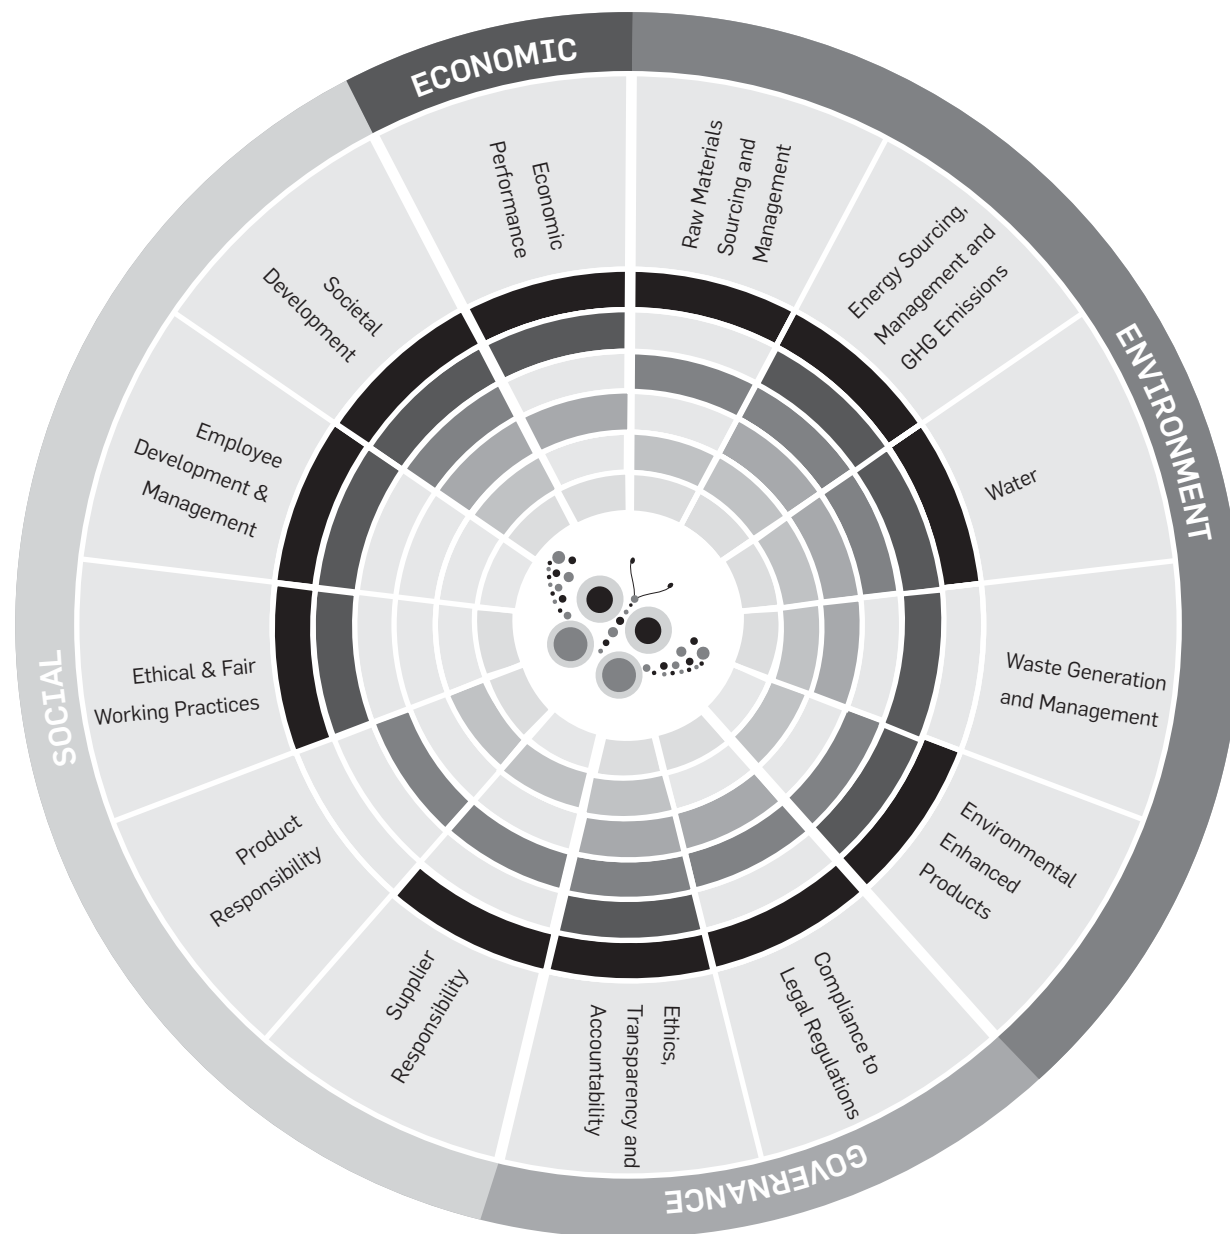 ECONOMIC
Economic
Performance
ENVIRONMENT
Raw Materials
Sourcing and
Management
Energy Sourcing,
Management and
GHG Emissions
Water
Waste Generation
and Management
Environmental
Enhanced
Products
GOVERNANCE
Compliance to
Legal Regulations
Ethics,
Transparency and
Accountability
SOCIAL
Supplier
Responsibility
Product
Responsibility
Ethical & Fair
Working Practices
Employee
Development &
Management
Societal
Development